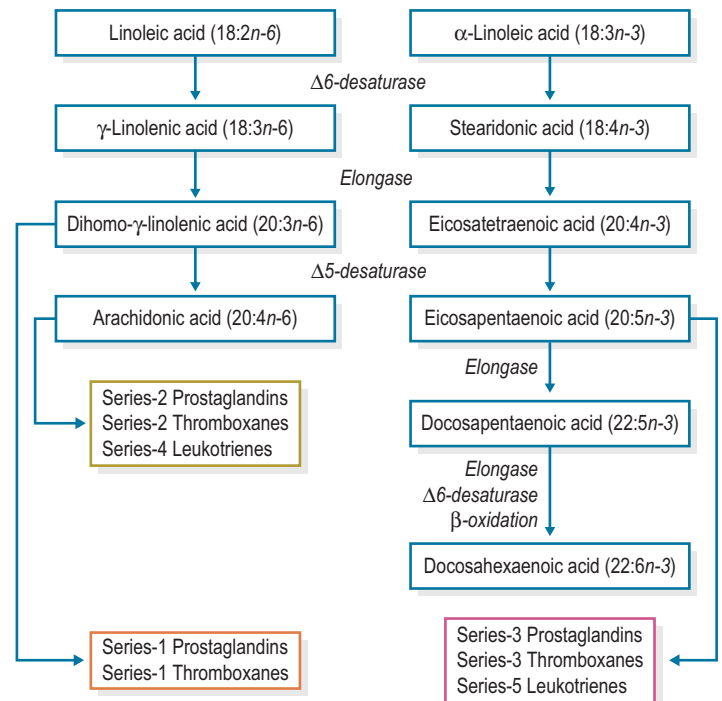 Linoleic acid (18:2n-6)
α-Linoleic acid (18:3n-3)
Δ6-desaturase
γ-Linolenic acid (18:3n-6)
Stearidonic acid (18:4n-3)
Elongase
Dihomo-γ-linolenic acid (20:3n-6)
Eicosatetraenoic acid (20:4n-3)
Δ5-desaturase
Arachidonic acid (20:4n-6)
Eicosapentaenoic acid (20:5n-3)
Elongase
Series-2 Prostaglandins
Series-2 Thromboxanes
Series-4 Leukotrienes
Docosapentaenoic acid (22:5n-3)
Elongase
Δ6-desaturase
β-oxidation
Docosahexaenoic acid (22:6n-3)
Series-1 Prostaglandins
Series-1 Thromboxanes
Series-3 Prostaglandins
Series-3 Thromboxanes
Series-5 Leukotrienes